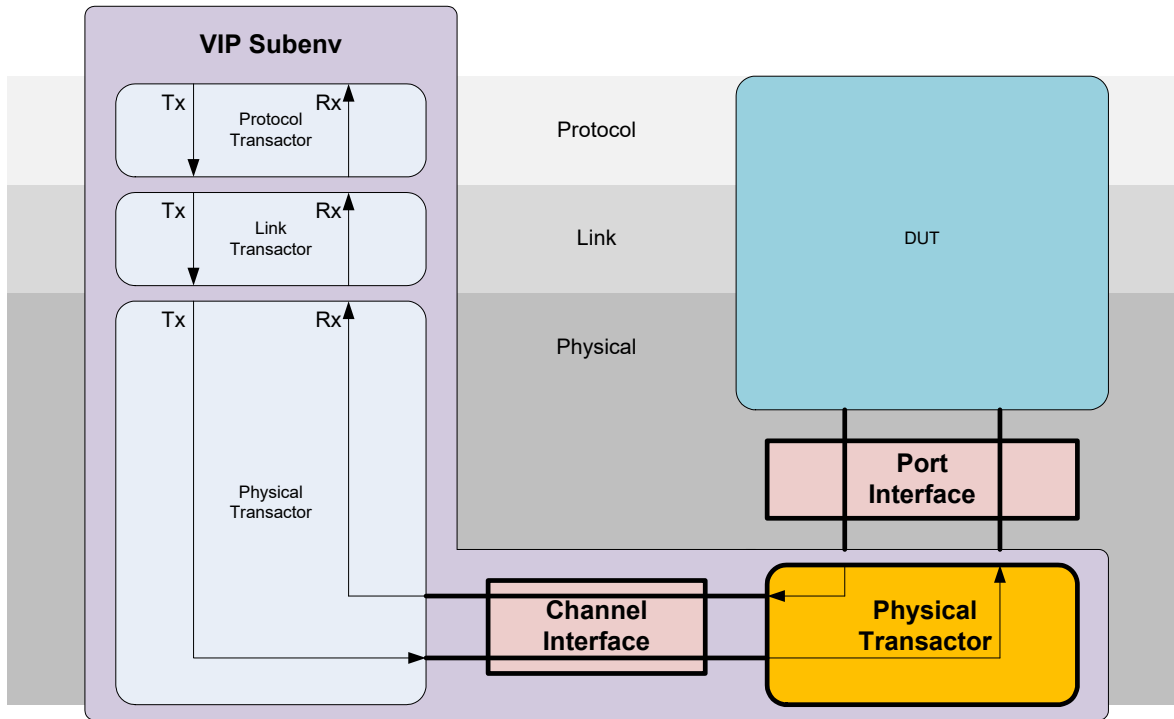 VIP Subenv
Tx
Rx
Protocol
Transactor
Protocol
Tx
Rx
Link
Transactor
Link
DUT
Tx
Rx
Physical
Physical
Transactor
Port
Interface
Channel
Interface
Physical
Transactor